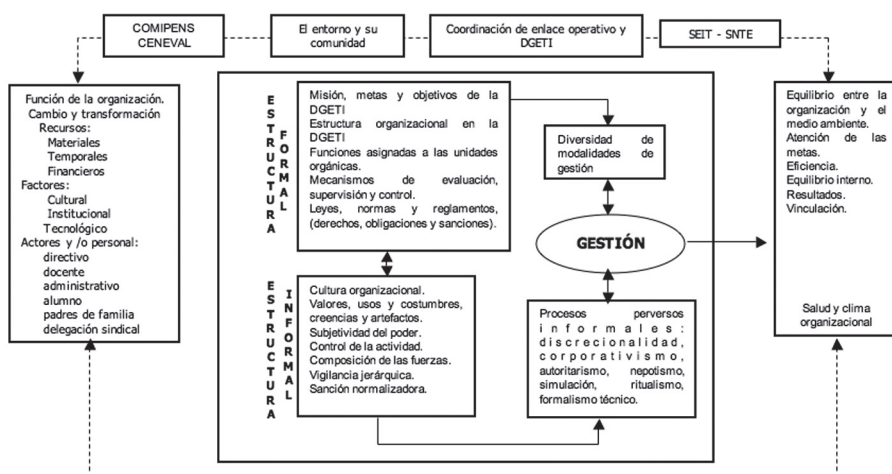 COMIPENS
CENEVAL
El entorno y su
comunidad
Coordinación de enlace operativo y
DGETI
SEIT - SNTE
Función de la organización.
Cambio y transformación
Recursos:
Materiales
Temporales
Financieros
Factores:
Cultural
Institucional
Tecnológico
Actores y /o personal:
directivo
docente
administrativo
alumno
padres de familia
delegación sindical
ESTRUCTURA
FORMAL
Misión, metas y objetivos de la
DGETI
Estructura organizacional en la
DGETI
Funciones asignadas a las unidades
orgánicas.
Mecanismos de evaluación,
supervisión y control.
Leyes, normas y reglamentos,
(derechos, obligaciones y sanciones).
ESTRUCTURA
INFORMAL
Cultura organizacional.
Valores, usos y costumbres,
creencias y artefactos.
Subjetividad del poder.
Control de la actividad.
Composición de las fuerzas.
Vigilancia jerárquica.
Sanción normalizadora.
Diversidad de
modalidades de
gestión
GESTIÓN
Procesos perversos
informales:
discrecionalidad,
corporativismo,
autoritarismo, nepotismo,
simulación, ritualismo,
formalismo técnico.
Equilibrio entre la
organización y el
medio ambiente.
Atención de las
metas.
Eficiencia.
Equilibrio interno.
Resultados.
Vinculación.
Salud y clima
organizacional